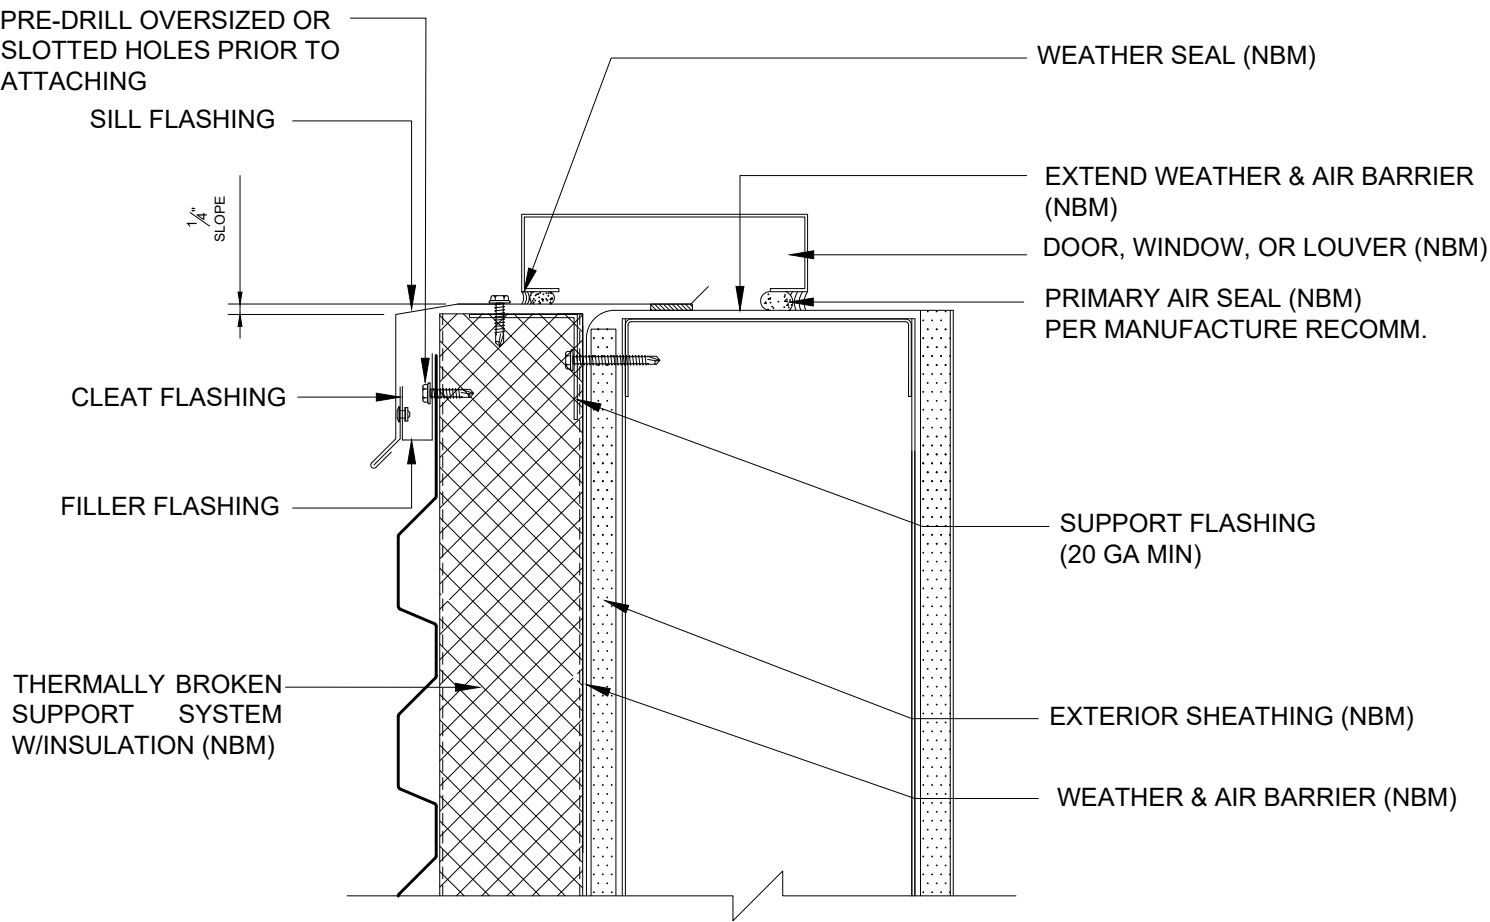 PRE-DRILL OVERSIZED OR
SLOTTED HOLES PRIOR TO
ATTACHING
SILL FLASHING
1/4"
SLOPE
CLEAT FLASHING
FILLER FLASHING
THERMALLY BROKEN
SUPPORT SYSTEM
W/INSULATION (NBM)
WEATHER SEAL (NBM)
EXTEND WEATHER & AIR BARRIER
(NBM)
DOOR, WINDOW, OR LOUVER (NBM)
PRIMARY AIR SEAL (NBM)
PER MANUFACTURE RECOMM.
SUPPORT FLASHING
(20 GA MIN)
EXTERIOR SHEATHING (NBM)
WEATHER & AIR BARRIER (NBM)